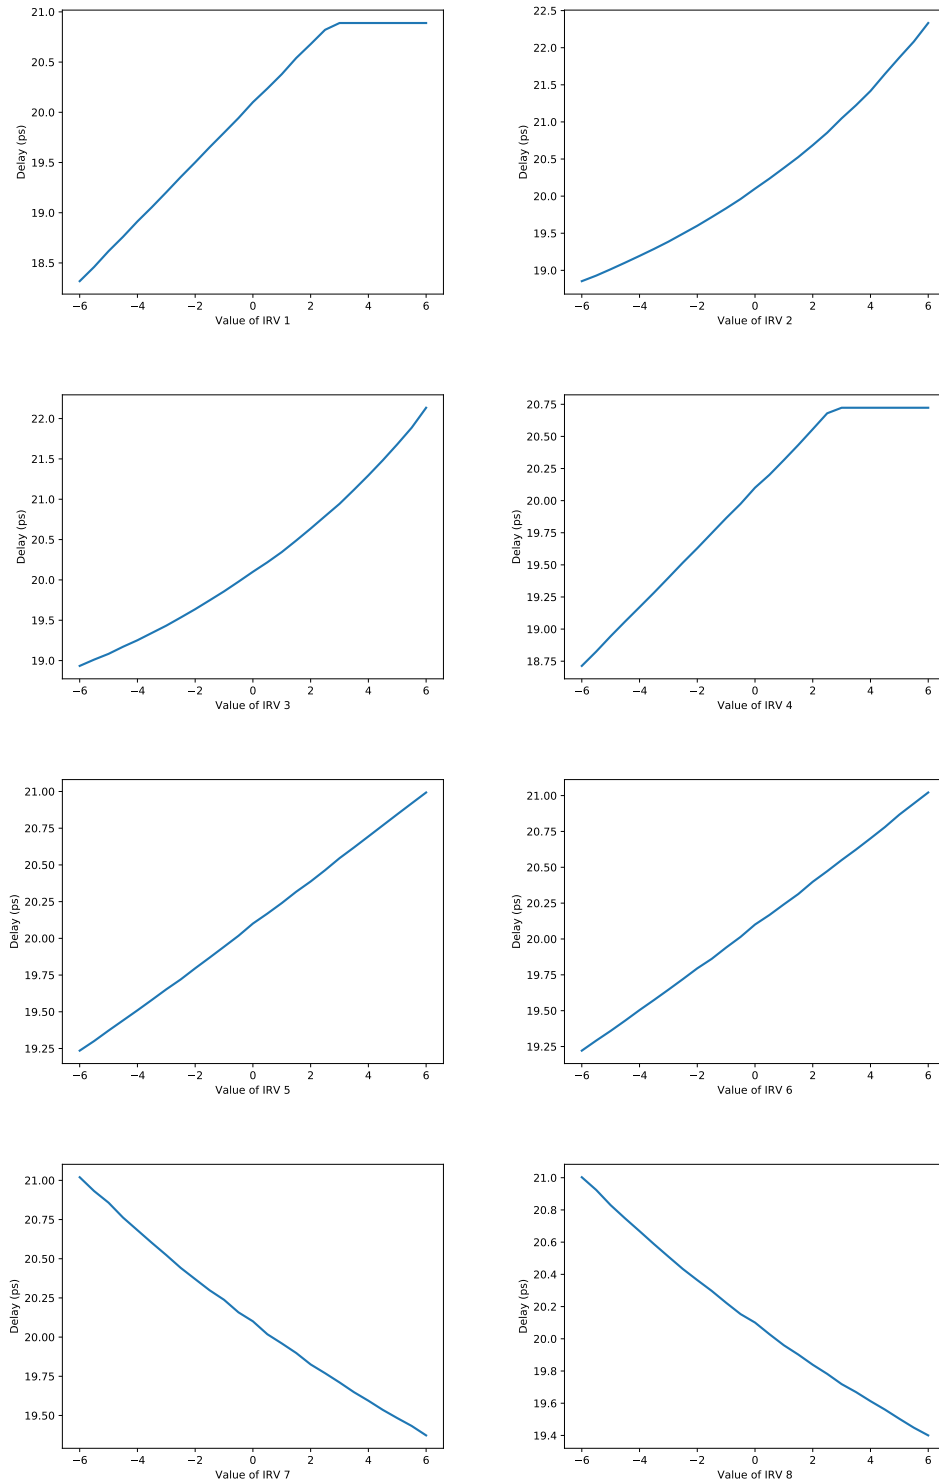 21.0
20.5
20.0
19.5
19.0
18.5
Delay (ps)
−6 −4 −2 0 2 4 6
Value of IRV 1
22.5
22.0
21.5
21.0
20.5
20.0
19.5
19.0
Delay (ps)
−6 −4 −2 0 2 4 6
Value of IRV 2
22.0
21.5
21.0
20.5
20.0
19.5
19.0
Delay (ps)
−6 −4 −2 0 2 4 6
Value of IRV 3
20.75
20.50
20.25
20.00
19.75
19.50
19.25
19.00
18.75
Delay (ps)
−6 −4 −2 0 2 4 6
Value of IRV 4
21.00
20.75
20.50
20.25
20.00
19.75
19.50
19.25
Delay (ps)
−6 −4 −2 0 2 4 6
Value of IRV 5
21.00
20.75
20.50
20.25
20.00
19.75
19.50
19.25
Delay (ps)
−6 −4 −2 0 2 4 6
Value of IRV 6
21.00
20.75
20.50
20.25
20.00
19.75
19.50
Delay (ps)
−6 −4 −2 0 2 4 6
Value of IRV 7
21.0
20.8
20.6
20.4
20.2
20.0
19.8
19.6
19.4
Delay (ps)
−6 −4 −2 0 2 4 6
Value of IRV 8